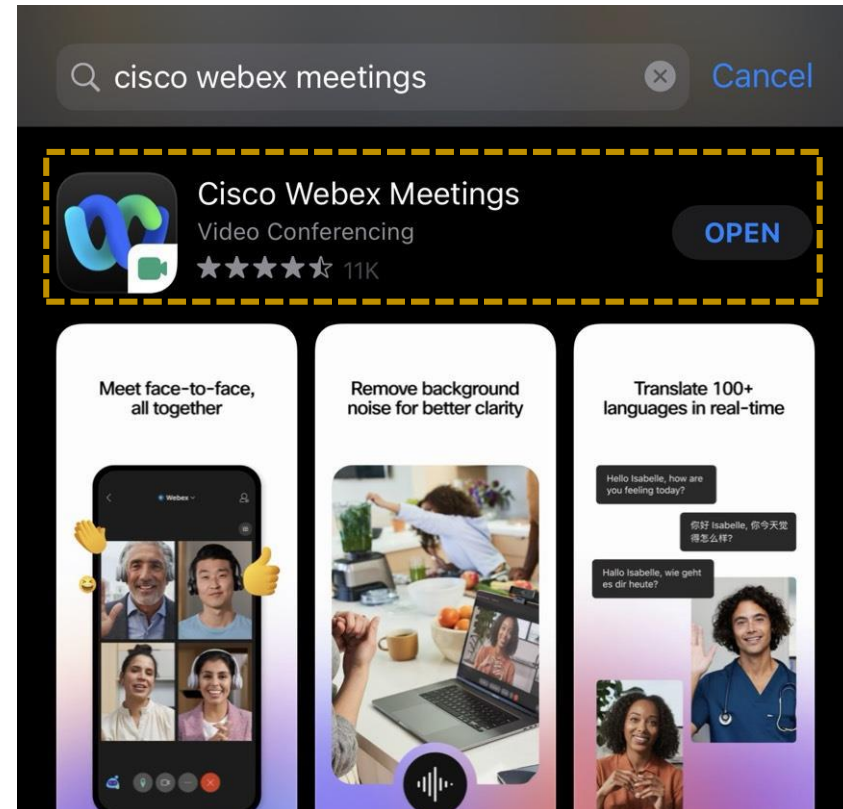 cisco webex meetings
Cancel
Cisco Webex Meetings
Video Conferencing
11K
OPEN
Meet face-to-face,
all together
Webex
Remove background
noise for better clarity
Translate 100+
languages in real-time
Hello Isabelle, how are
you feeling today?
你好 Isabelle, 你今天觉
得怎么样?
Hallo Isabelle, wie geht
es dir heute?